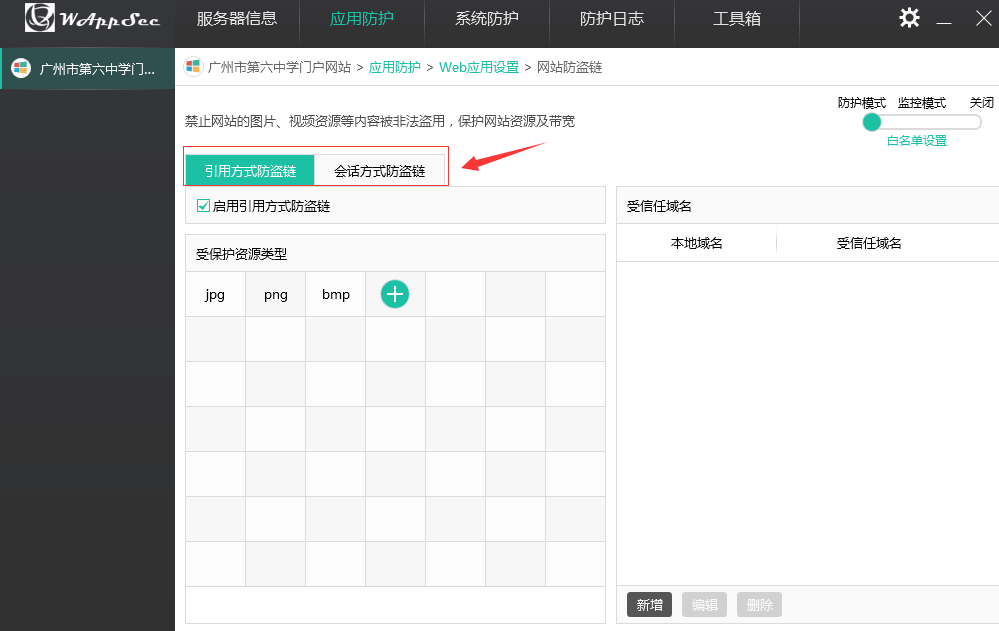 WAppSec
服务器信息
应用防护
系统防护
防护日志
工具箱
广州市第六中学门...
广州市第六中学门户网站 > 应用防护 > Web应用设置 > 网站防盗链
防护模式 监控模式 关闭
白名单设置
禁止网站的图片、视频资源等内容被非法盗用，保护网站资源及带宽
引用方式防盗链 会话方式防盗链
启用引用方式防盗链
受保护资源类型
jpg png bmp
受信任域名
本地域名 受信任域名
新增 编辑 删除